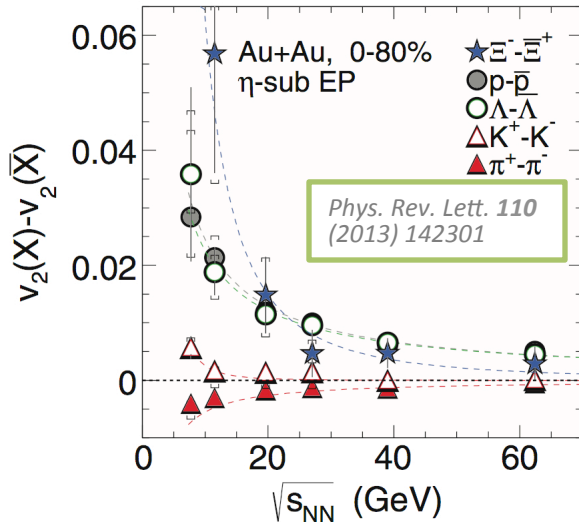 0.06
0.04
0.02
0
v₂(X)-v₂(X̅)
Au+Au, 0-80%
η-sub EP
Ξ⁻-Ξ̅⁺
p-p̅
Λ-Λ̅
K⁺-K⁻
π⁺-π⁻
Phys. Rev. Lett. 110
(2013) 142301
0 20 40 60
√s_NN (GeV)